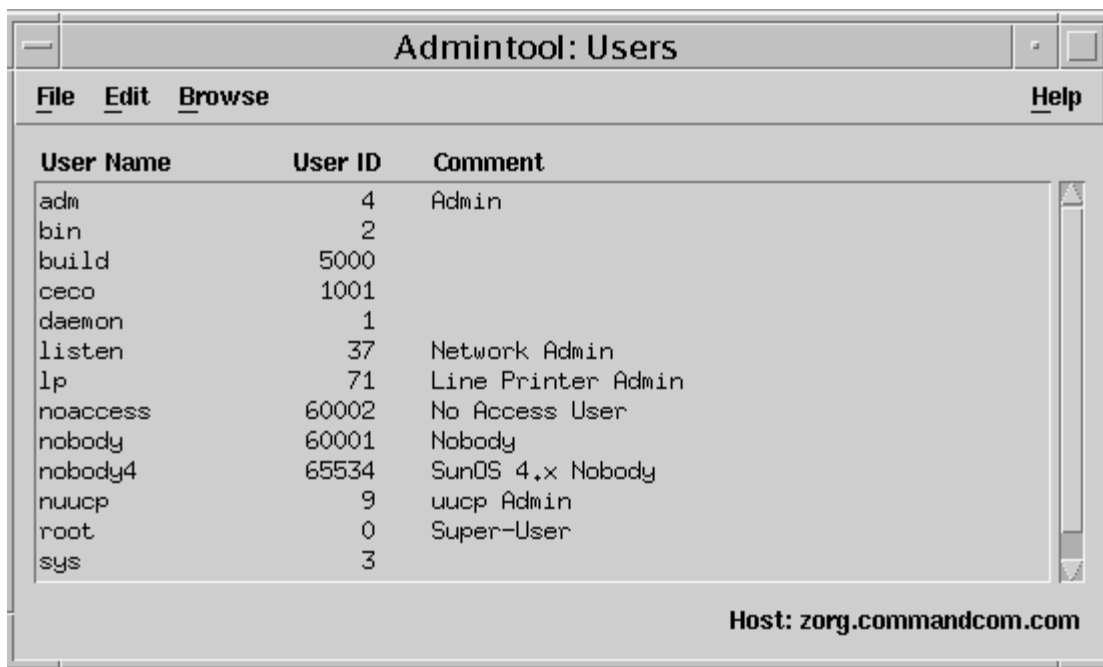 Admintool: Users
File Edit Browse Help
User Name User ID Comment
adm 4 Admin
bin 2
build 5000
ceco 1001
daemon 1
listen 37 Network Admin
lp 71 Line Printer Admin
noaccess 60002 No Access User
nobody 60001 Nobody
nobody4 65534 SunOS 4.x Nobody
nuucp 9 uucp Admin
root 0 Super-User
sys 3
Host: zorg.commandcom.com